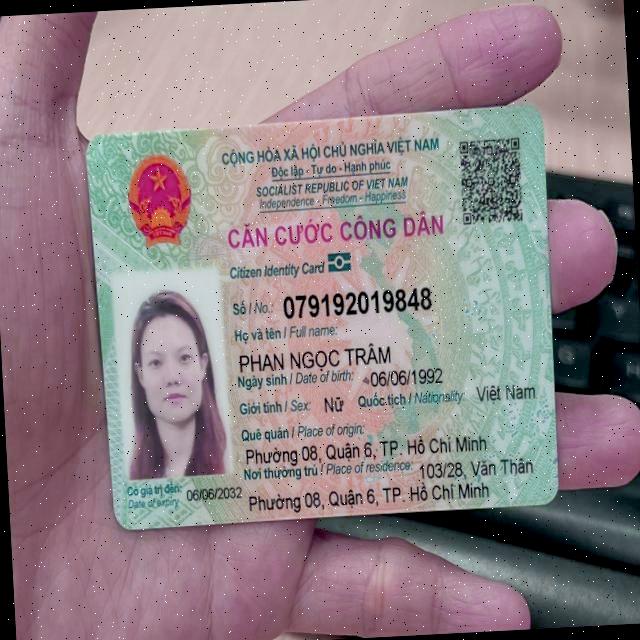 CỘNG HÒA XÃ HỘI CHỦ NGHĨA VIỆT NAM
Độc lập - Tự do - Hạnh phúc
SOCIALIST REPUBLIC OF VIET NAM
Independence - Freedom - Happiness
CĂN CƯỚC CÔNG DÂN
Citizen Identity Card
Số / No.: 079192019848
Họ và tên / Full name:
PHAN NGỌC TRÂM
Ngày sinh / Date of birth: 06/06/1992
Giới tính / Sex: Nữ Quốc tịch / Nationality: Việt Nam
Quê quán / Place of origin:
Phường 08, Quận 6, TP. Hồ Chí Minh
Nơi thường trú / Place of residence: 103/28, Văn Thân
Phường 08, Quận 6, TP. Hồ Chí Minh
Có giá trị đến: 06/06/2032
Date of expiry